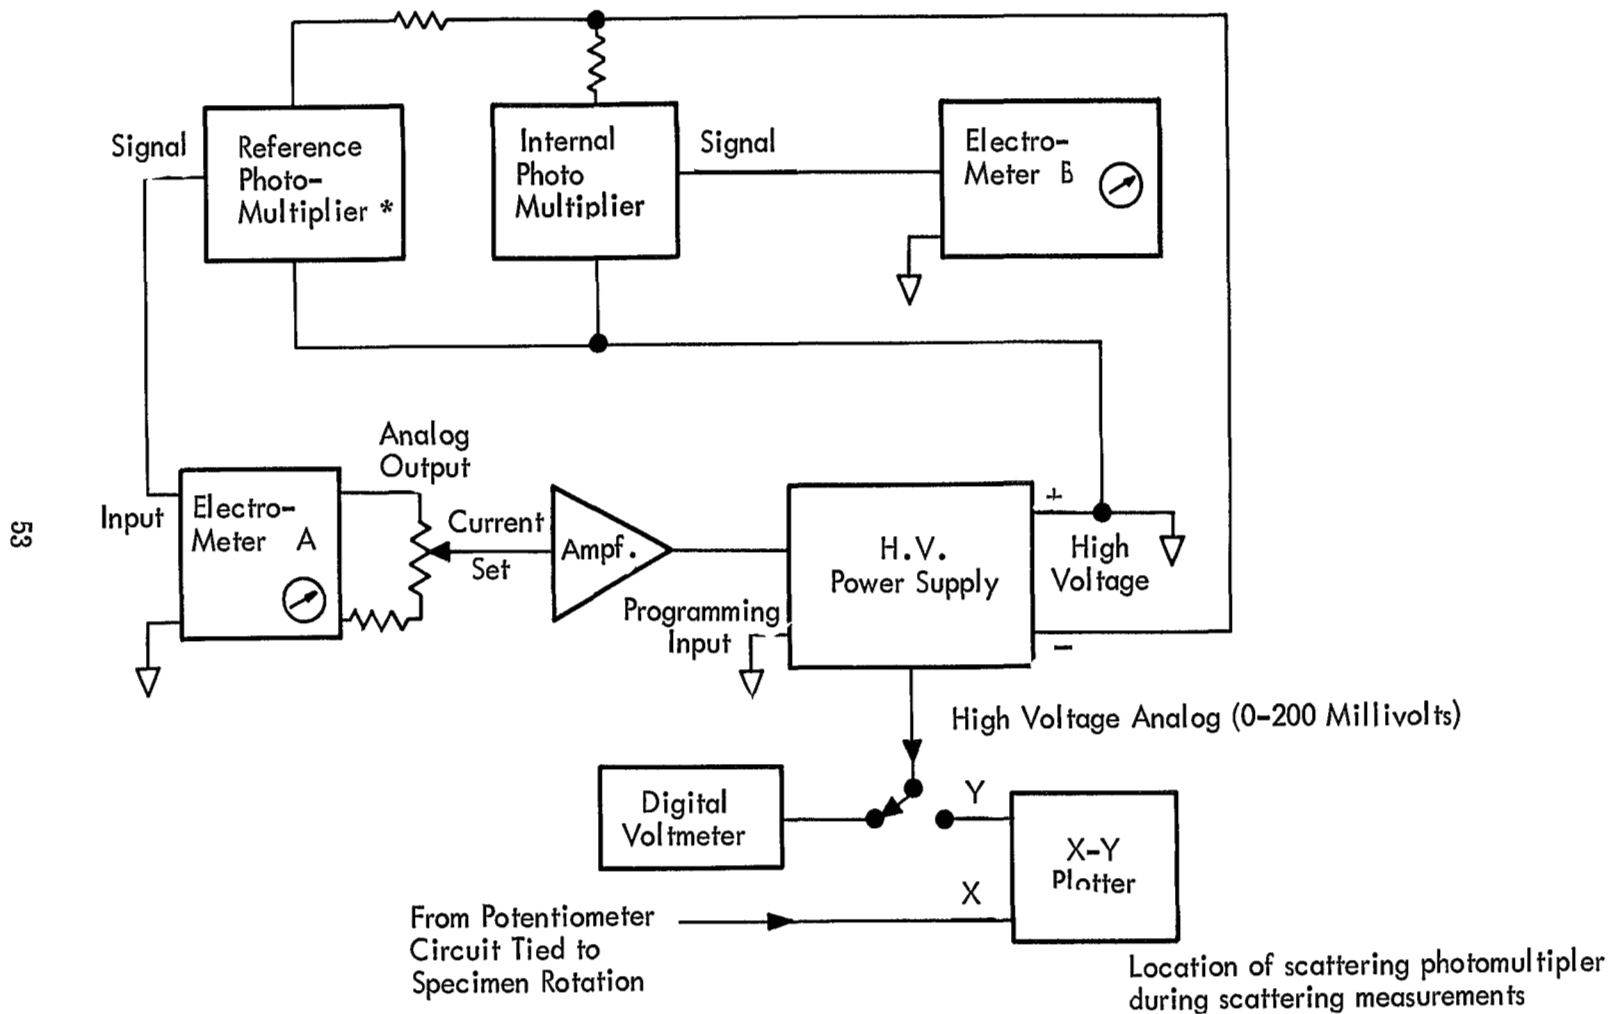 Signal
Reference
Photo-
Multiplier *
Internal
Photo
Multiplier
Signal
Electro-
Meter B
Analog
Output
Input
Electro-
Meter A
Current
Set
Ampf.
Programming
Input
H.V.
Power Supply
+
High
Voltage
−
High Voltage Analog (0-200 Millivolts)
Digital
Voltmeter
Y
X-Y
Plotter
X
From Potentiometer
Circuit Tied to
Specimen Rotation
Location of scattering photomultipler
during scattering measurements
53